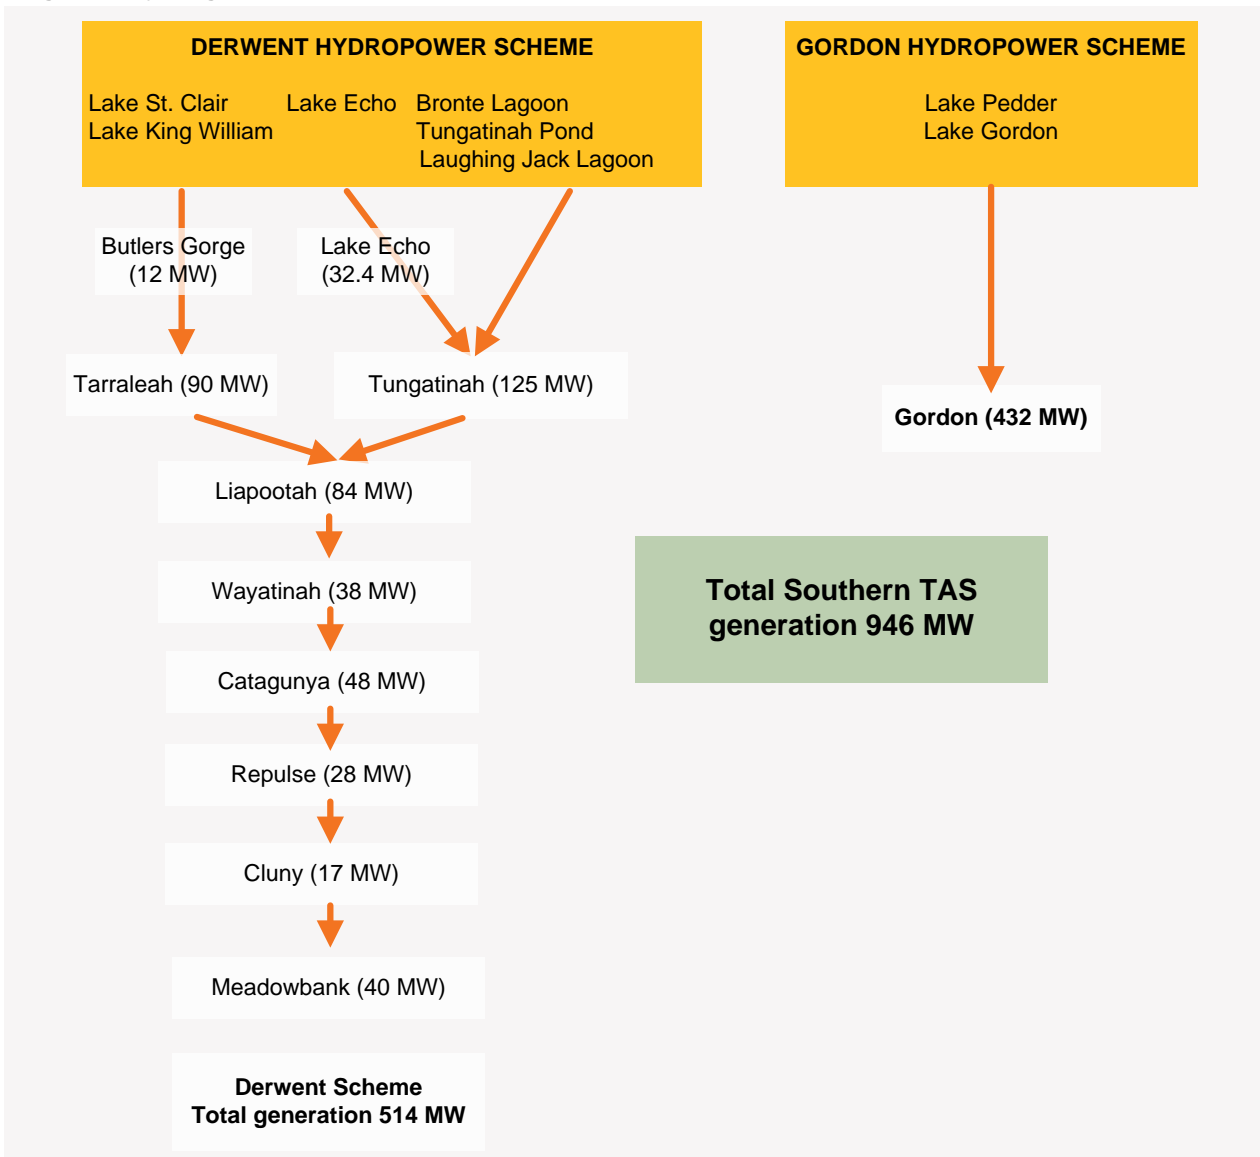 DERWENT HYDROPOWER SCHEME
Lake St. Clair
Lake King William
Lake Echo
Bronte Lagoon
Tungatinah Pond
Laughing Jack Lagoon
GORDON HYDROPOWER SCHEME
Lake Pedder
Lake Gordon
Butlers Gorge
(12 MW)
Lake Echo
(32.4 MW)
Tarraleah (90 MW)
Tungatinah (125 MW)
Gordon (432 MW)
Liapootah (84 MW)
Wayatinah (38 MW)
Catagunya (48 MW)
Repulse (28 MW)
Cluny (17 MW)
Meadowbank (40 MW)
Derwent Scheme
Total generation 514 MW
Total Southern TAS
generation 946 MW